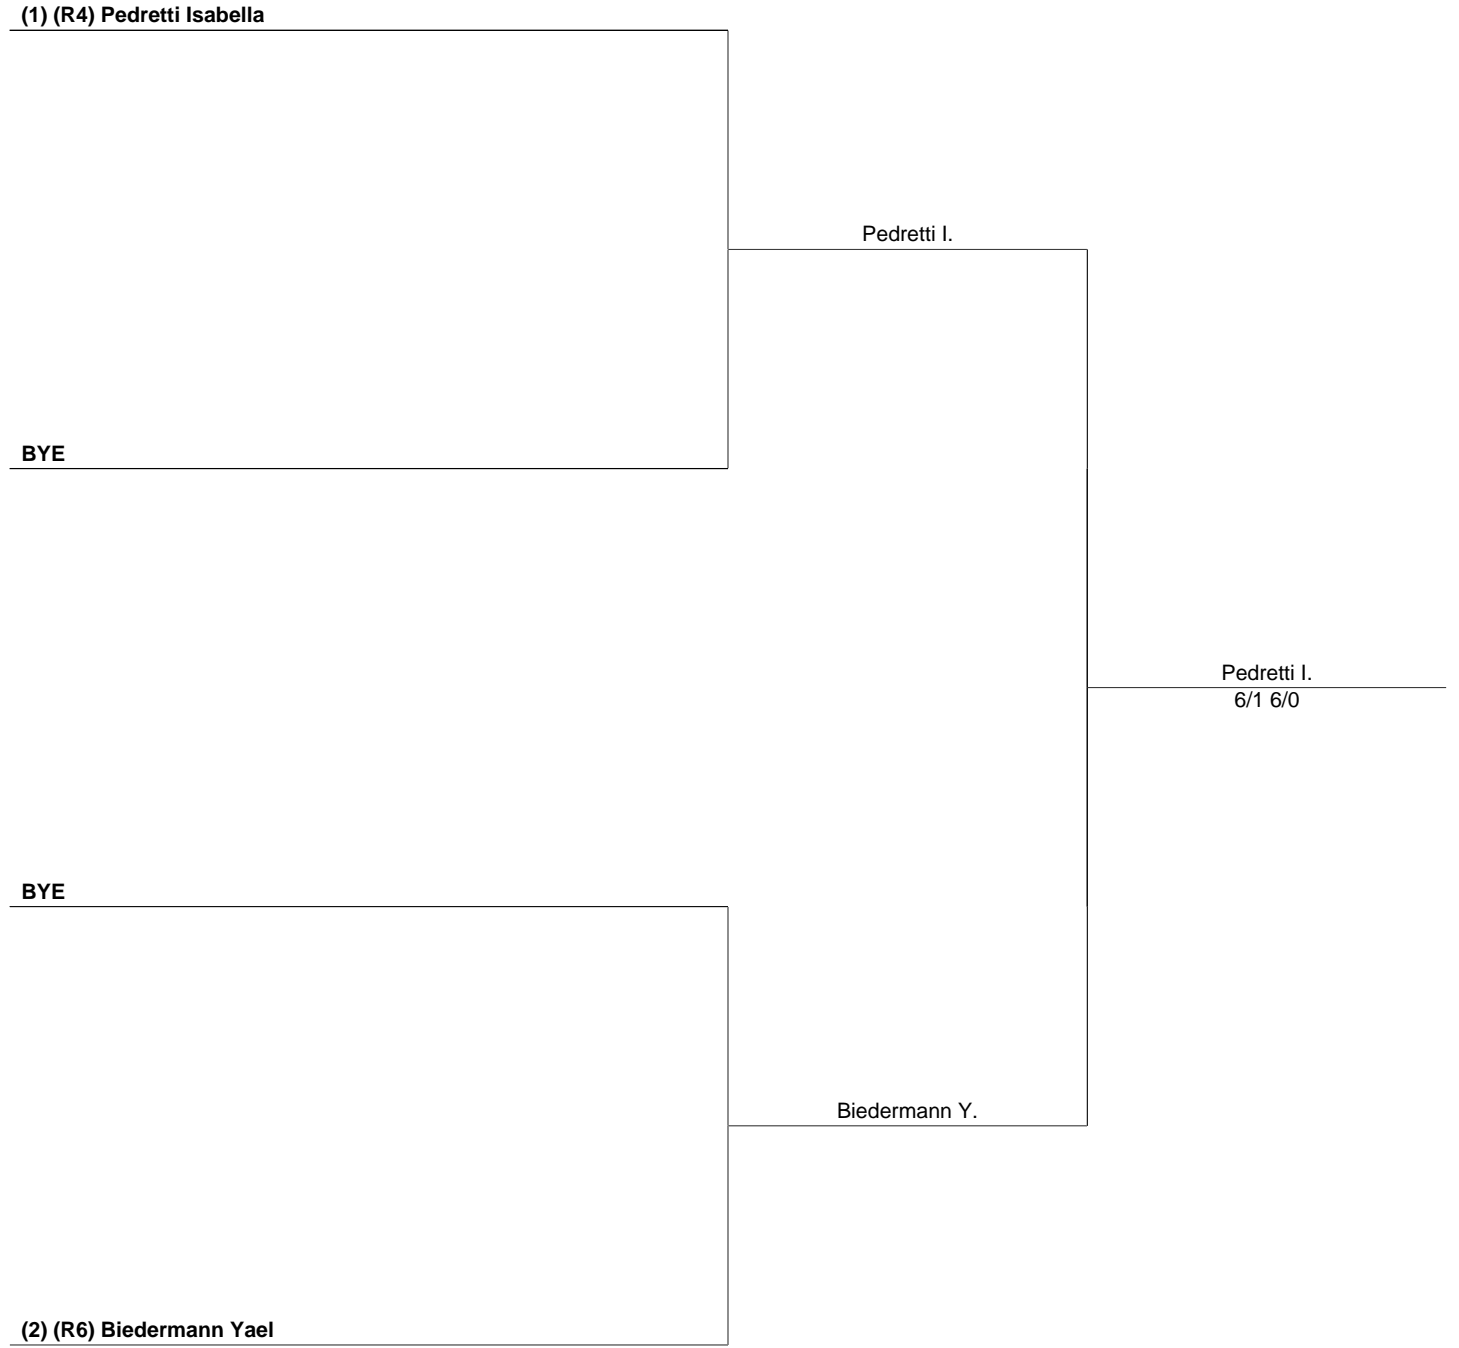 (1) (R4) Pedretti Isabella
Pedretti I.
BYE
Pedretti I.
6/1 6/0
BYE
Biedermann Y.
(2) (R6) Biedermann Yael